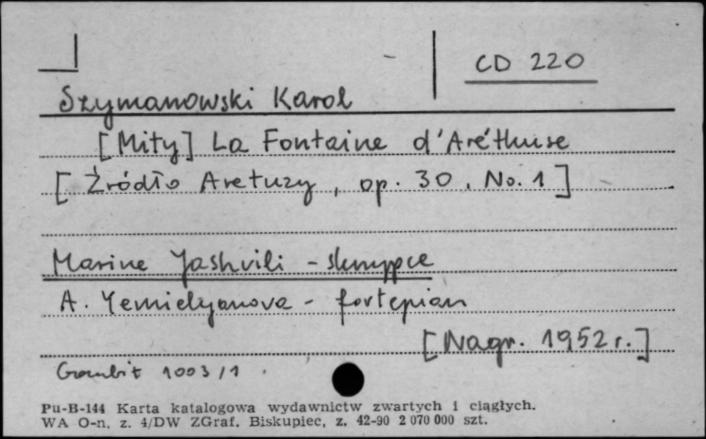 CD 220
Szymanowski Karol
[Mity] La Fontaine d'Aréthuse
[Źródło Aretuzy, op. 30, No. 1]
Marine Yashvili - skrzypce
A. Yemielyanova - fortepian
[Nagr. 1952 r.]
Gambit 1003/1
Pu-B-144 Karta katalogowa wydawnictw zwartych i ciągłych.
WA O-n, z. 4/DW ZGraf. Biskupiec, z. 42-90 2 070 000 szt.